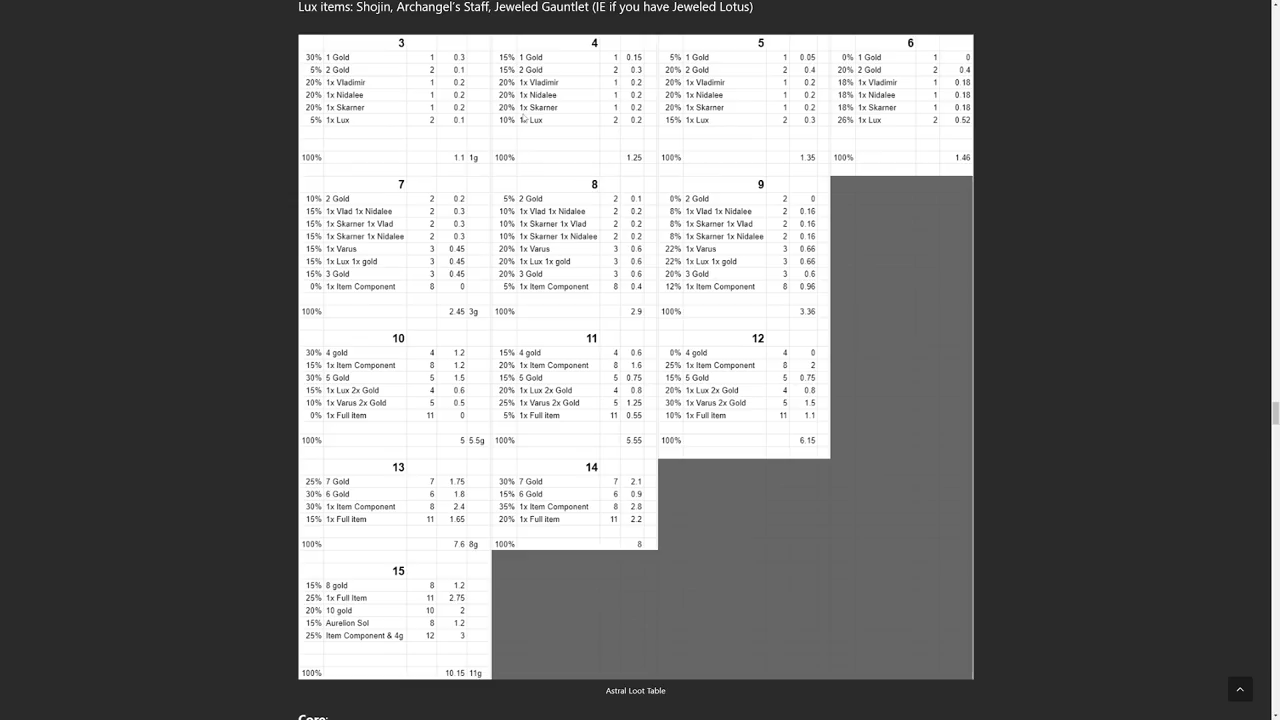 Lux items: Shojin, Archangel's Staff, Jeweled Gauntlet (IE if you have Jeweled Lotus)
3 4 5 6
30% 1 Gold 1 0.3 15% 1 Gold 1 0.15 5% 1 Gold 1 0.05 0% 1 Gold 1 0
5% 2 Gold 2 0.1 15% 2 Gold 2 0.3 20% 2 Gold 2 0.4 20% 2 Gold 2 0.4
20% 1x Vladimir 1 0.2 20% 1x Vladimir 1 0.2 20% 1x Vladimir 1 0.2 18% 1x Vladimir 1 0.18
20% 1x Nidalee 1 0.2 20% 1x Nidalee 1 0.2 20% 1x Nidalee 1 0.2 18% 1x Nidalee 1 0.18
20% 1x Skarner 1 0.2 20% 1x Skarner 1 0.2 20% 1x Skarner 1 0.2 18% 1x Skarner 1 0.18
5% 1x Lux 2 0.1 10% 1x Lux 2 0.2 15% 1x Lux 2 0.3 26% 1x Lux 2 0.52
100% 1.1 1g 100% 1.25 100% 1.35 100% 1.46
7 8 9
10% 2 Gold 2 0.2 5% 2 Gold 2 0.1 0% 2 Gold 2 0
15% 1x Vlad 1x Nidalee 2 0.3 10% 1x Vlad 1x Nidalee 2 0.2 8% 1x Vlad 1x Nidalee 2 0.16
15% 1x Skarner 1x Vlad 2 0.3 10% 1x Skarner 1x Vlad 2 0.2 8% 1x Skarner 1x Vlad 2 0.16
15% 1x Skarner 1x Nidalee 2 0.3 10% 1x Skarner 1x Nidalee 2 0.2 8% 1x Skarner 1x Nidalee 2 0.16
15% 1x Varus 3 0.45 20% 1x Varus 3 0.6 22% 1x Varus 3 0.66
15% 1x Lux 1x gold 3 0.45 20% 1x Lux 1x gold 3 0.6 22% 1x Lux 1x gold 3 0.66
15% 3 Gold 3 0.45 20% 3 Gold 3 0.6 20% 3 Gold 3 0.6
0% 1x Item Component 8 0 5% 1x Item Component 8 0.4 12% 1x Item Component 8 0.96
100% 2.45 3g 100% 2.9 100% 3.36
10 11 12
30% 4 gold 4 1.2 15% 4 gold 4 0.6 0% 4 gold 4 0
15% 1x Item Component 8 1.2 20% 1x Item Component 8 1.6 25% 1x Item Component 8 2
30% 5 Gold 5 1.5 15% 5 Gold 5 0.75 15% 5 Gold 5 0.75
15% 1x Lux 2x Gold 4 0.6 20% 1x Lux 2x Gold 4 0.8 20% 1x Lux 2x Gold 4 0.8
10% 1x Varus 2x Gold 5 0.5 25% 1x Varus 2x Gold 5 1.25 30% 1x Varus 2x Gold 5 1.5
0% 1x Full item 11 0 5% 1x Full item 11 0.55 10% 1x Full item 11 1.1
100% 5 5.5g 100% 5.55 100% 6.15
13 14
25% 7 Gold 7 1.75 30% 7 Gold 7 2.1
30% 6 Gold 6 1.8 15% 6 Gold 6 0.9
30% 1x Item Component 8 2.4 35% 1x Item Component 8 2.8
15% 1x Full item 11 1.65 20% 1x Full item 11 2.2
100% 7.6 8g 100% 8
15
15% 8 gold 8 1.2
25% 1x Full Item 11 2.75
20% 10 gold 10 2
15% Aurelion Sol 8 1.2
25% Item Component & 4g 12 3
100% 10.15 11g
Astral Loot Table
Core: